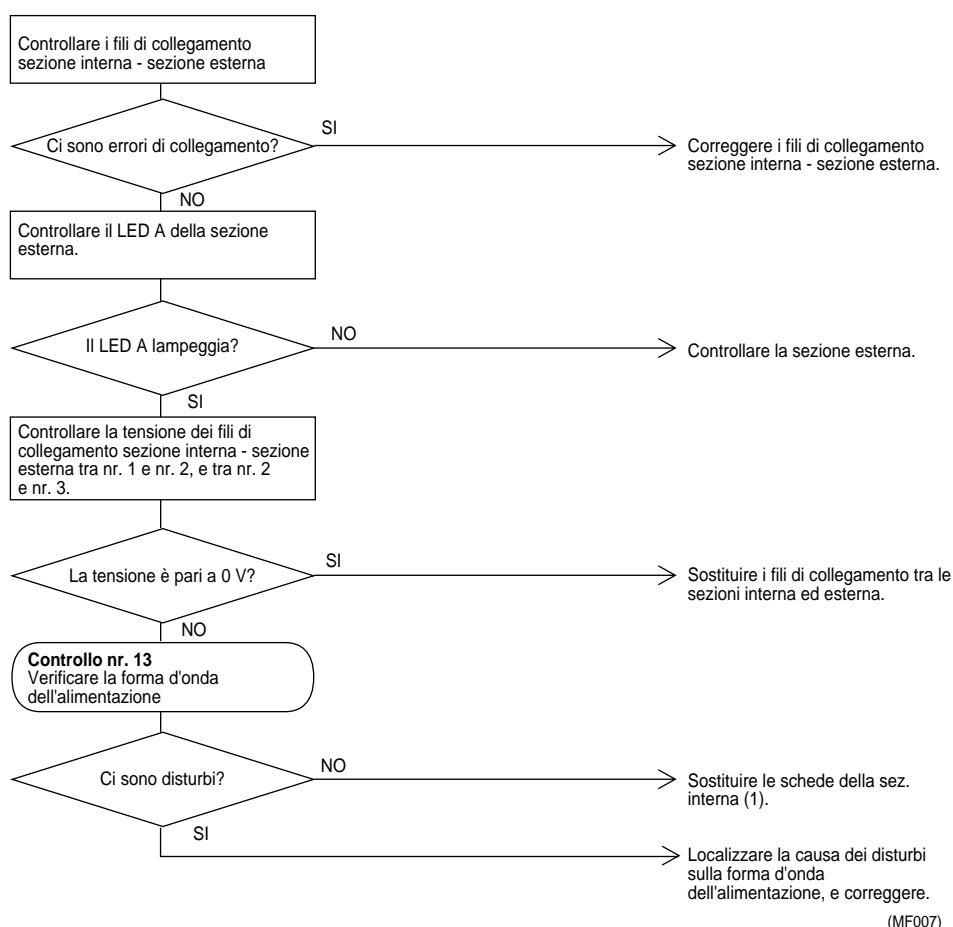 Controllare i fili di collegamento
sezione interna - sezione esterna
Ci sono errori di collegamento?
SI
Correggere i fili di collegamento
sezione interna - sezione esterna.
NO
Controllare il LED A della sezione
esterna.
Il LED A lampeggia?
NO
Controllare la sezione esterna.
SI
Controllare la tensione dei fili di
collegamento sezione interna - sezione
esterna tra nr. 1 e nr. 2, e tra nr. 2
e nr. 3.
La tensione è pari a 0 V?
SI
Sostituire i fili di collegamento tra le
sezioni interna ed esterna.
NO
Controllo nr. 13
Verificare la forma d'onda
dell'alimentazione
Ci sono disturbi?
NO
Sostituire le schede della sez.
interna (1).
SI
Localizzare la causa dei disturbi
sulla forma d'onda
dell'alimentazione, e correggere.
(MF007)